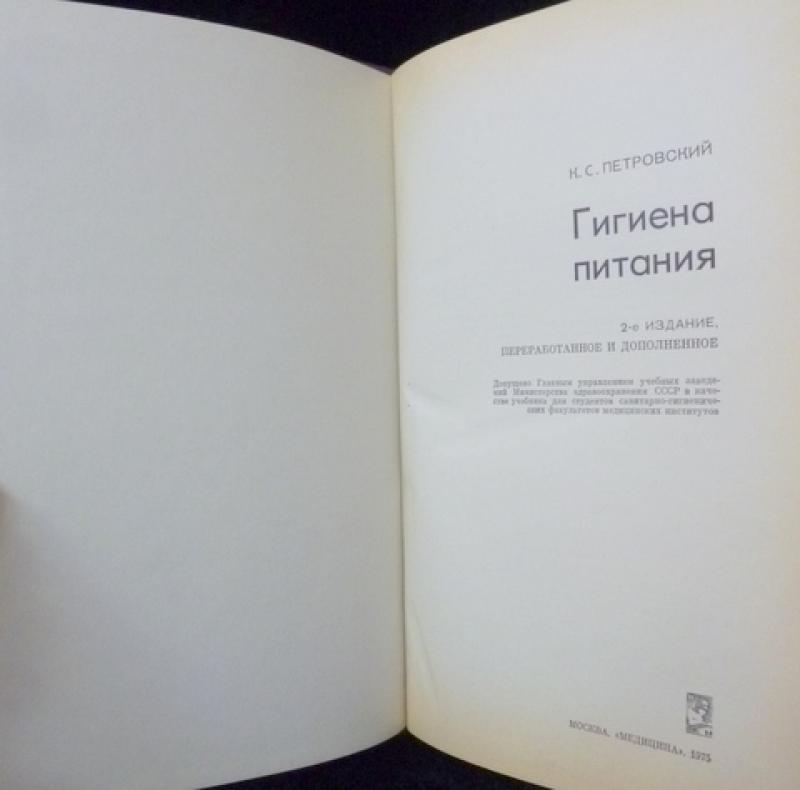 К. С. ПЕТРОВСКИЙ
Гигиена
питания
2-е ИЗДАНИЕ,
ПЕРЕРАБОТАННОЕ И ДОПОЛНЕННОЕ
Допущено Главным управлением учебных заведе-
ний Министерства здравоохранения СССР в каче-
стве учебника для студентов санитарно-гигиениче-
ских факультетов медицинских институтов
МОСКВА. «МЕДИЦИНА». 1975